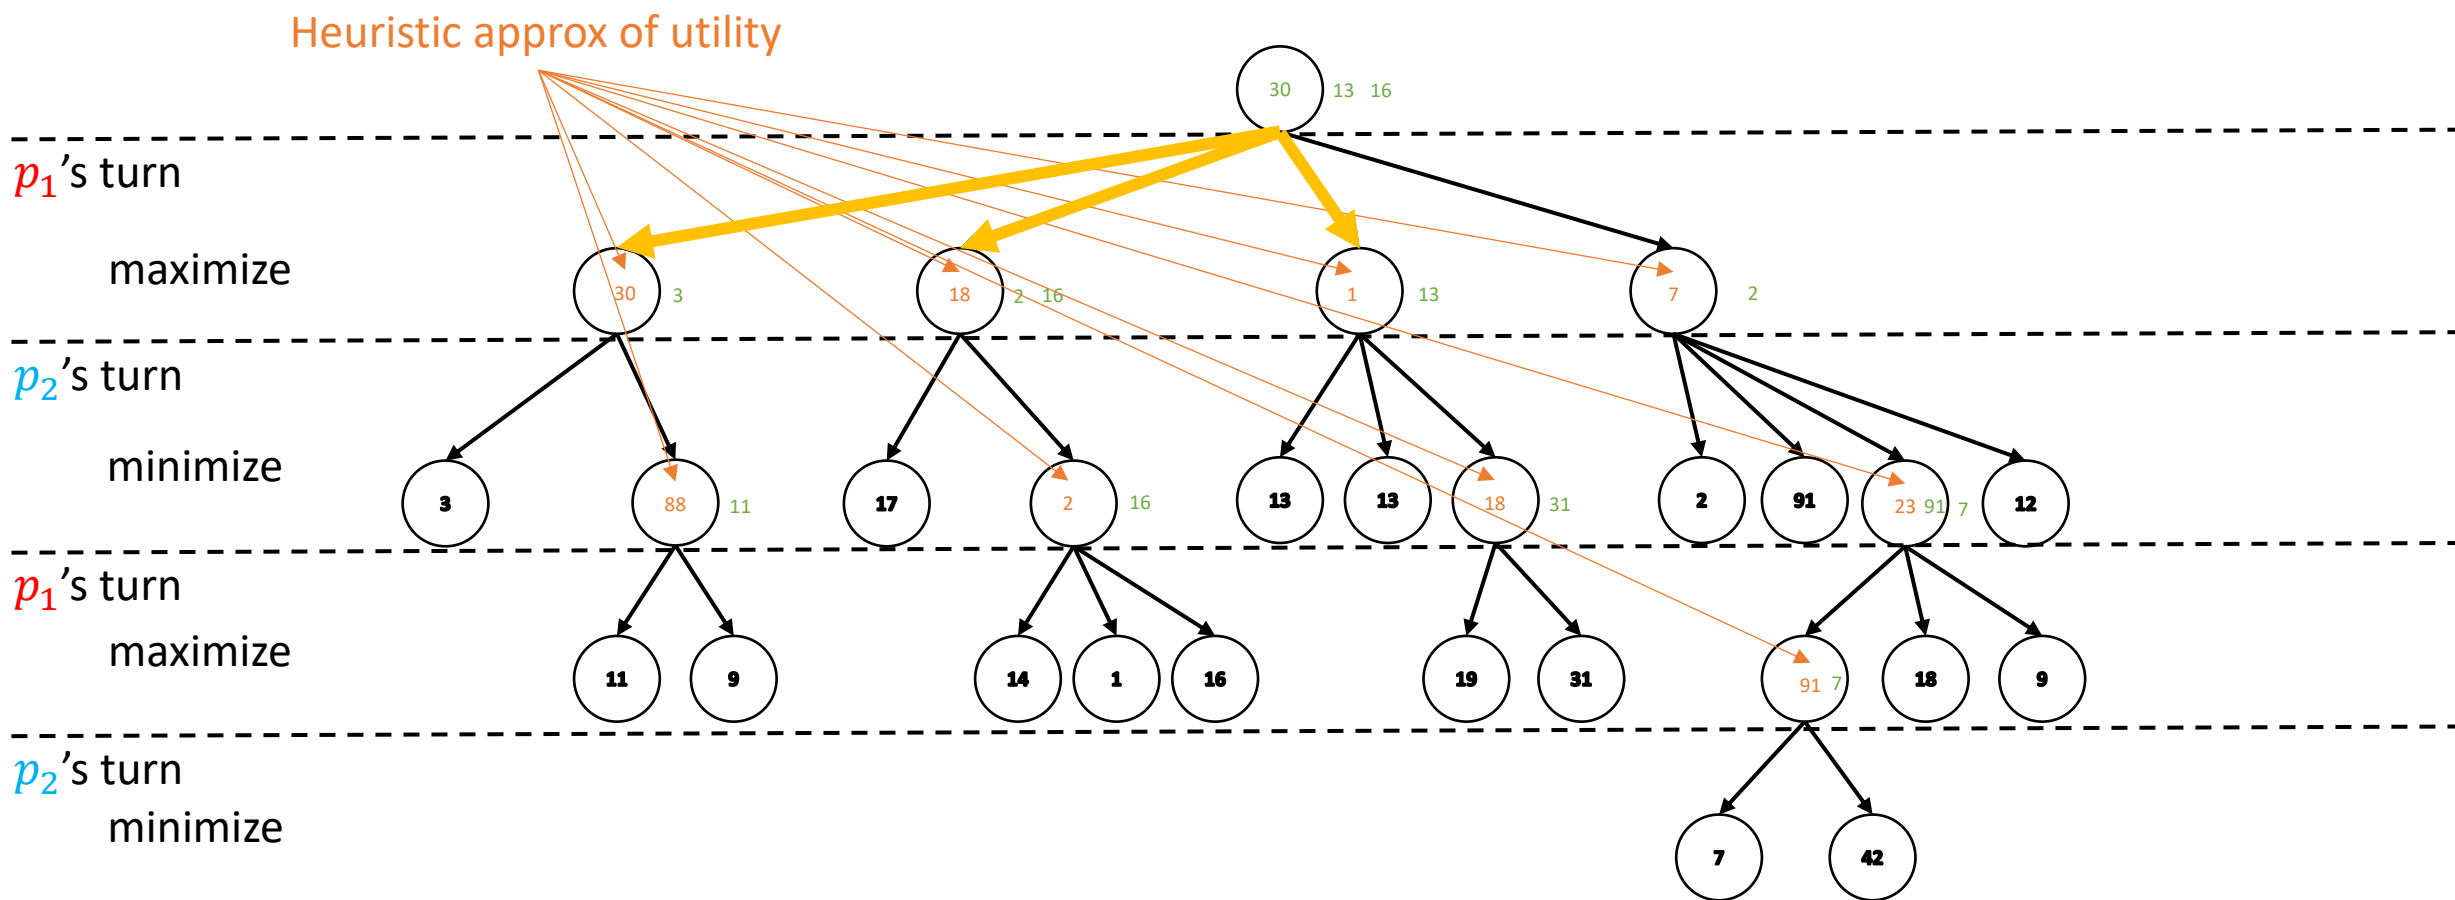 Heuristic approx of utility
30 13 16
p₁'s turn
maximize
30 3 18 2 16 1 13 7 2
p₂'s turn
minimize
3 88 11 17 2 16 13 13 18 31 2 91 23 91 7 12
p₁'s turn
maximize
11 9 14 1 16 19 31 91 7 18 9
p₂'s turn
minimize
7 42